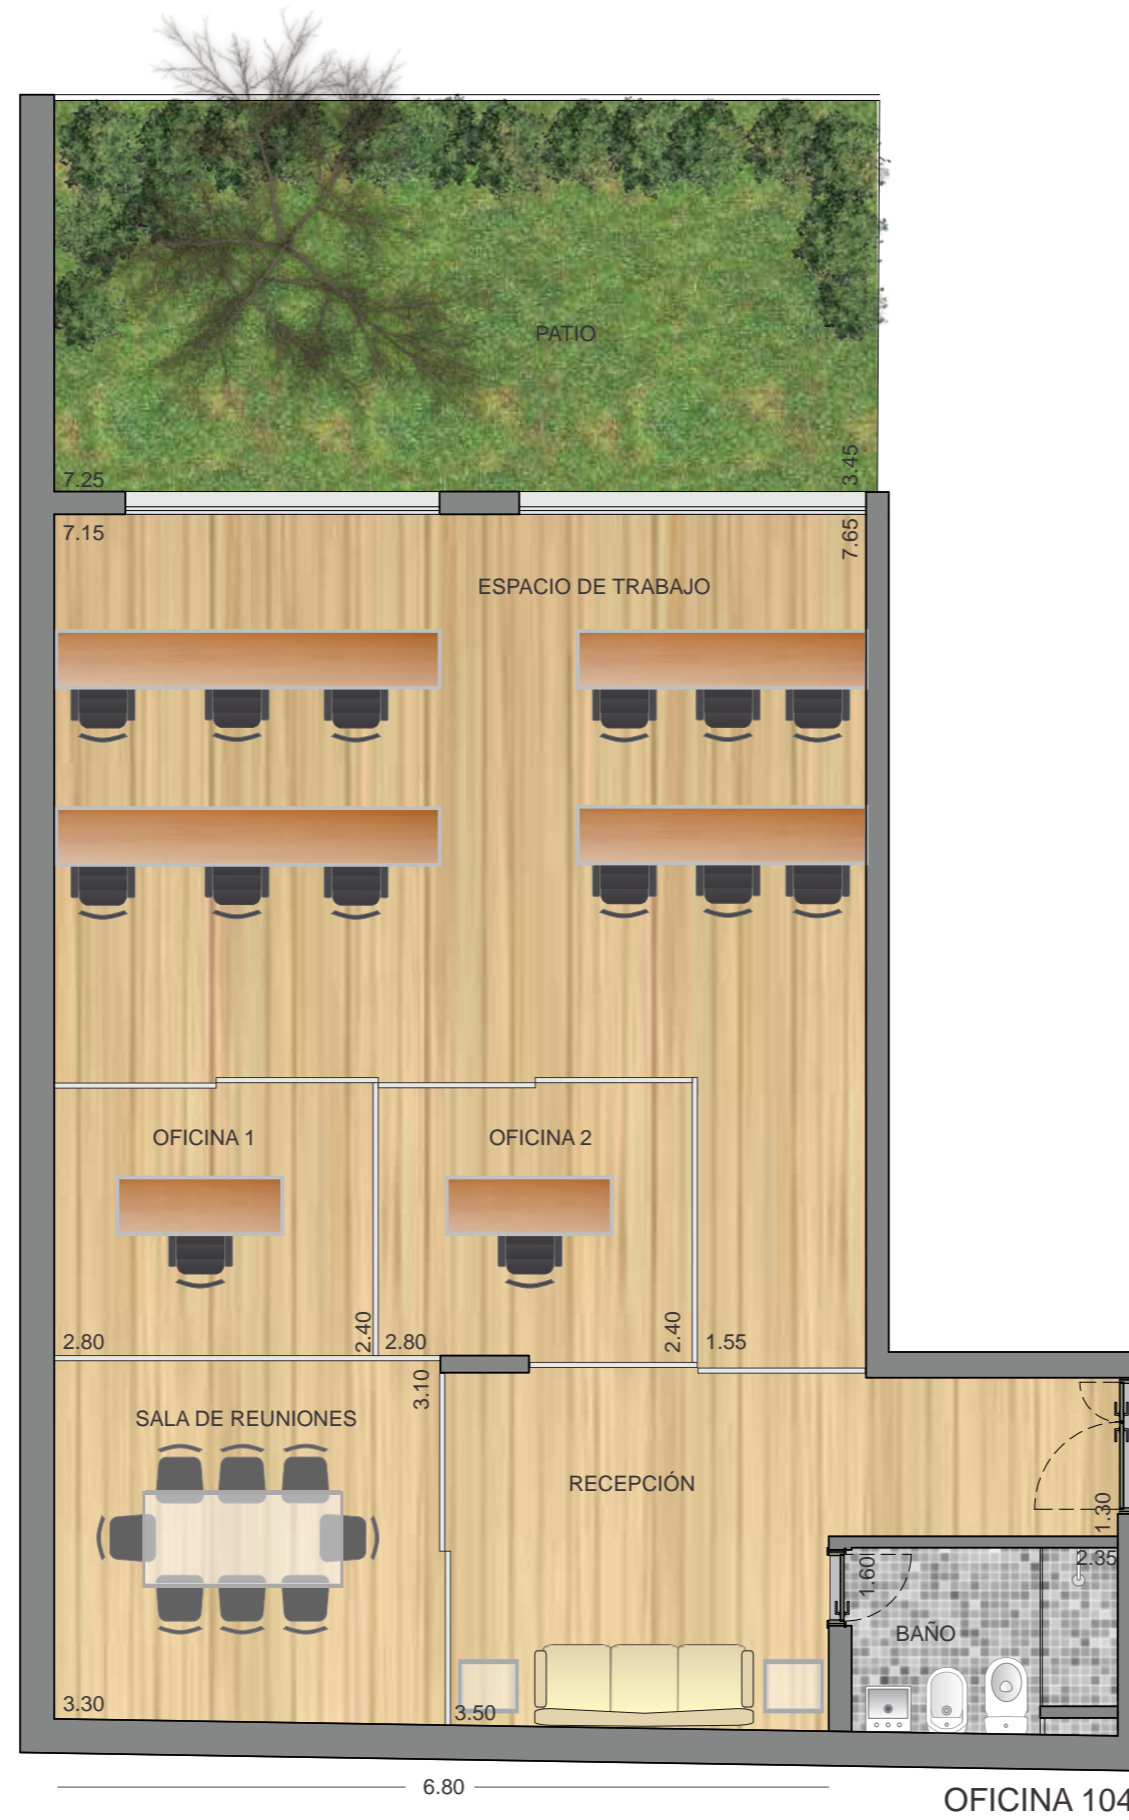 PATIO
7.25
3.45
7.15
7.65
ESPACIO DE TRABAJO
OFICINA 1
OFICINA 2
2.80
2.40
2.80
2.40
1.55
3.10
SALA DE REUNIONES
RECEPCIÓN
1.30
2.35
1.60
BAÑO
3.30
3.50
6.80
OFICINA 104